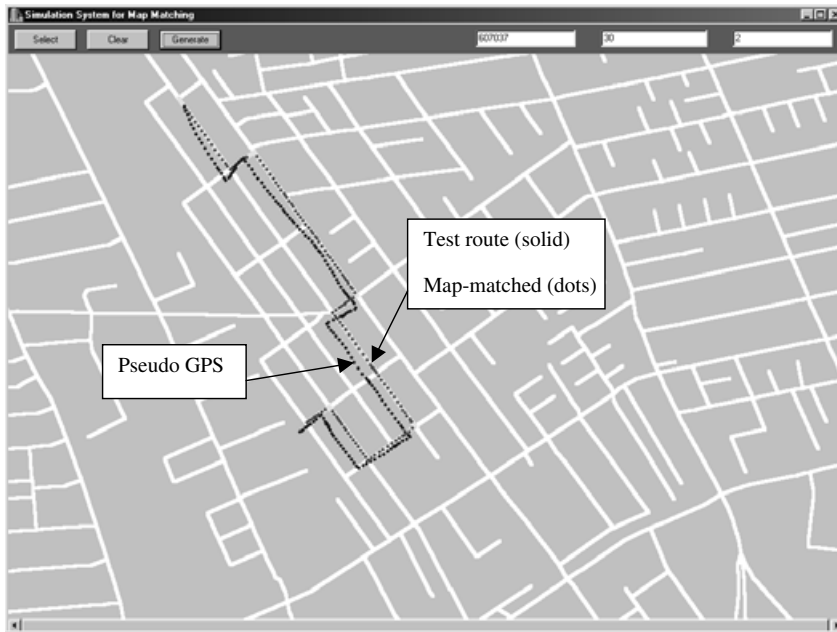 Simulation System for Map Matching
Select
Clear
Generate
607037
30
2
Test route (solid)
Map-matched (dots)
Pseudo GPS